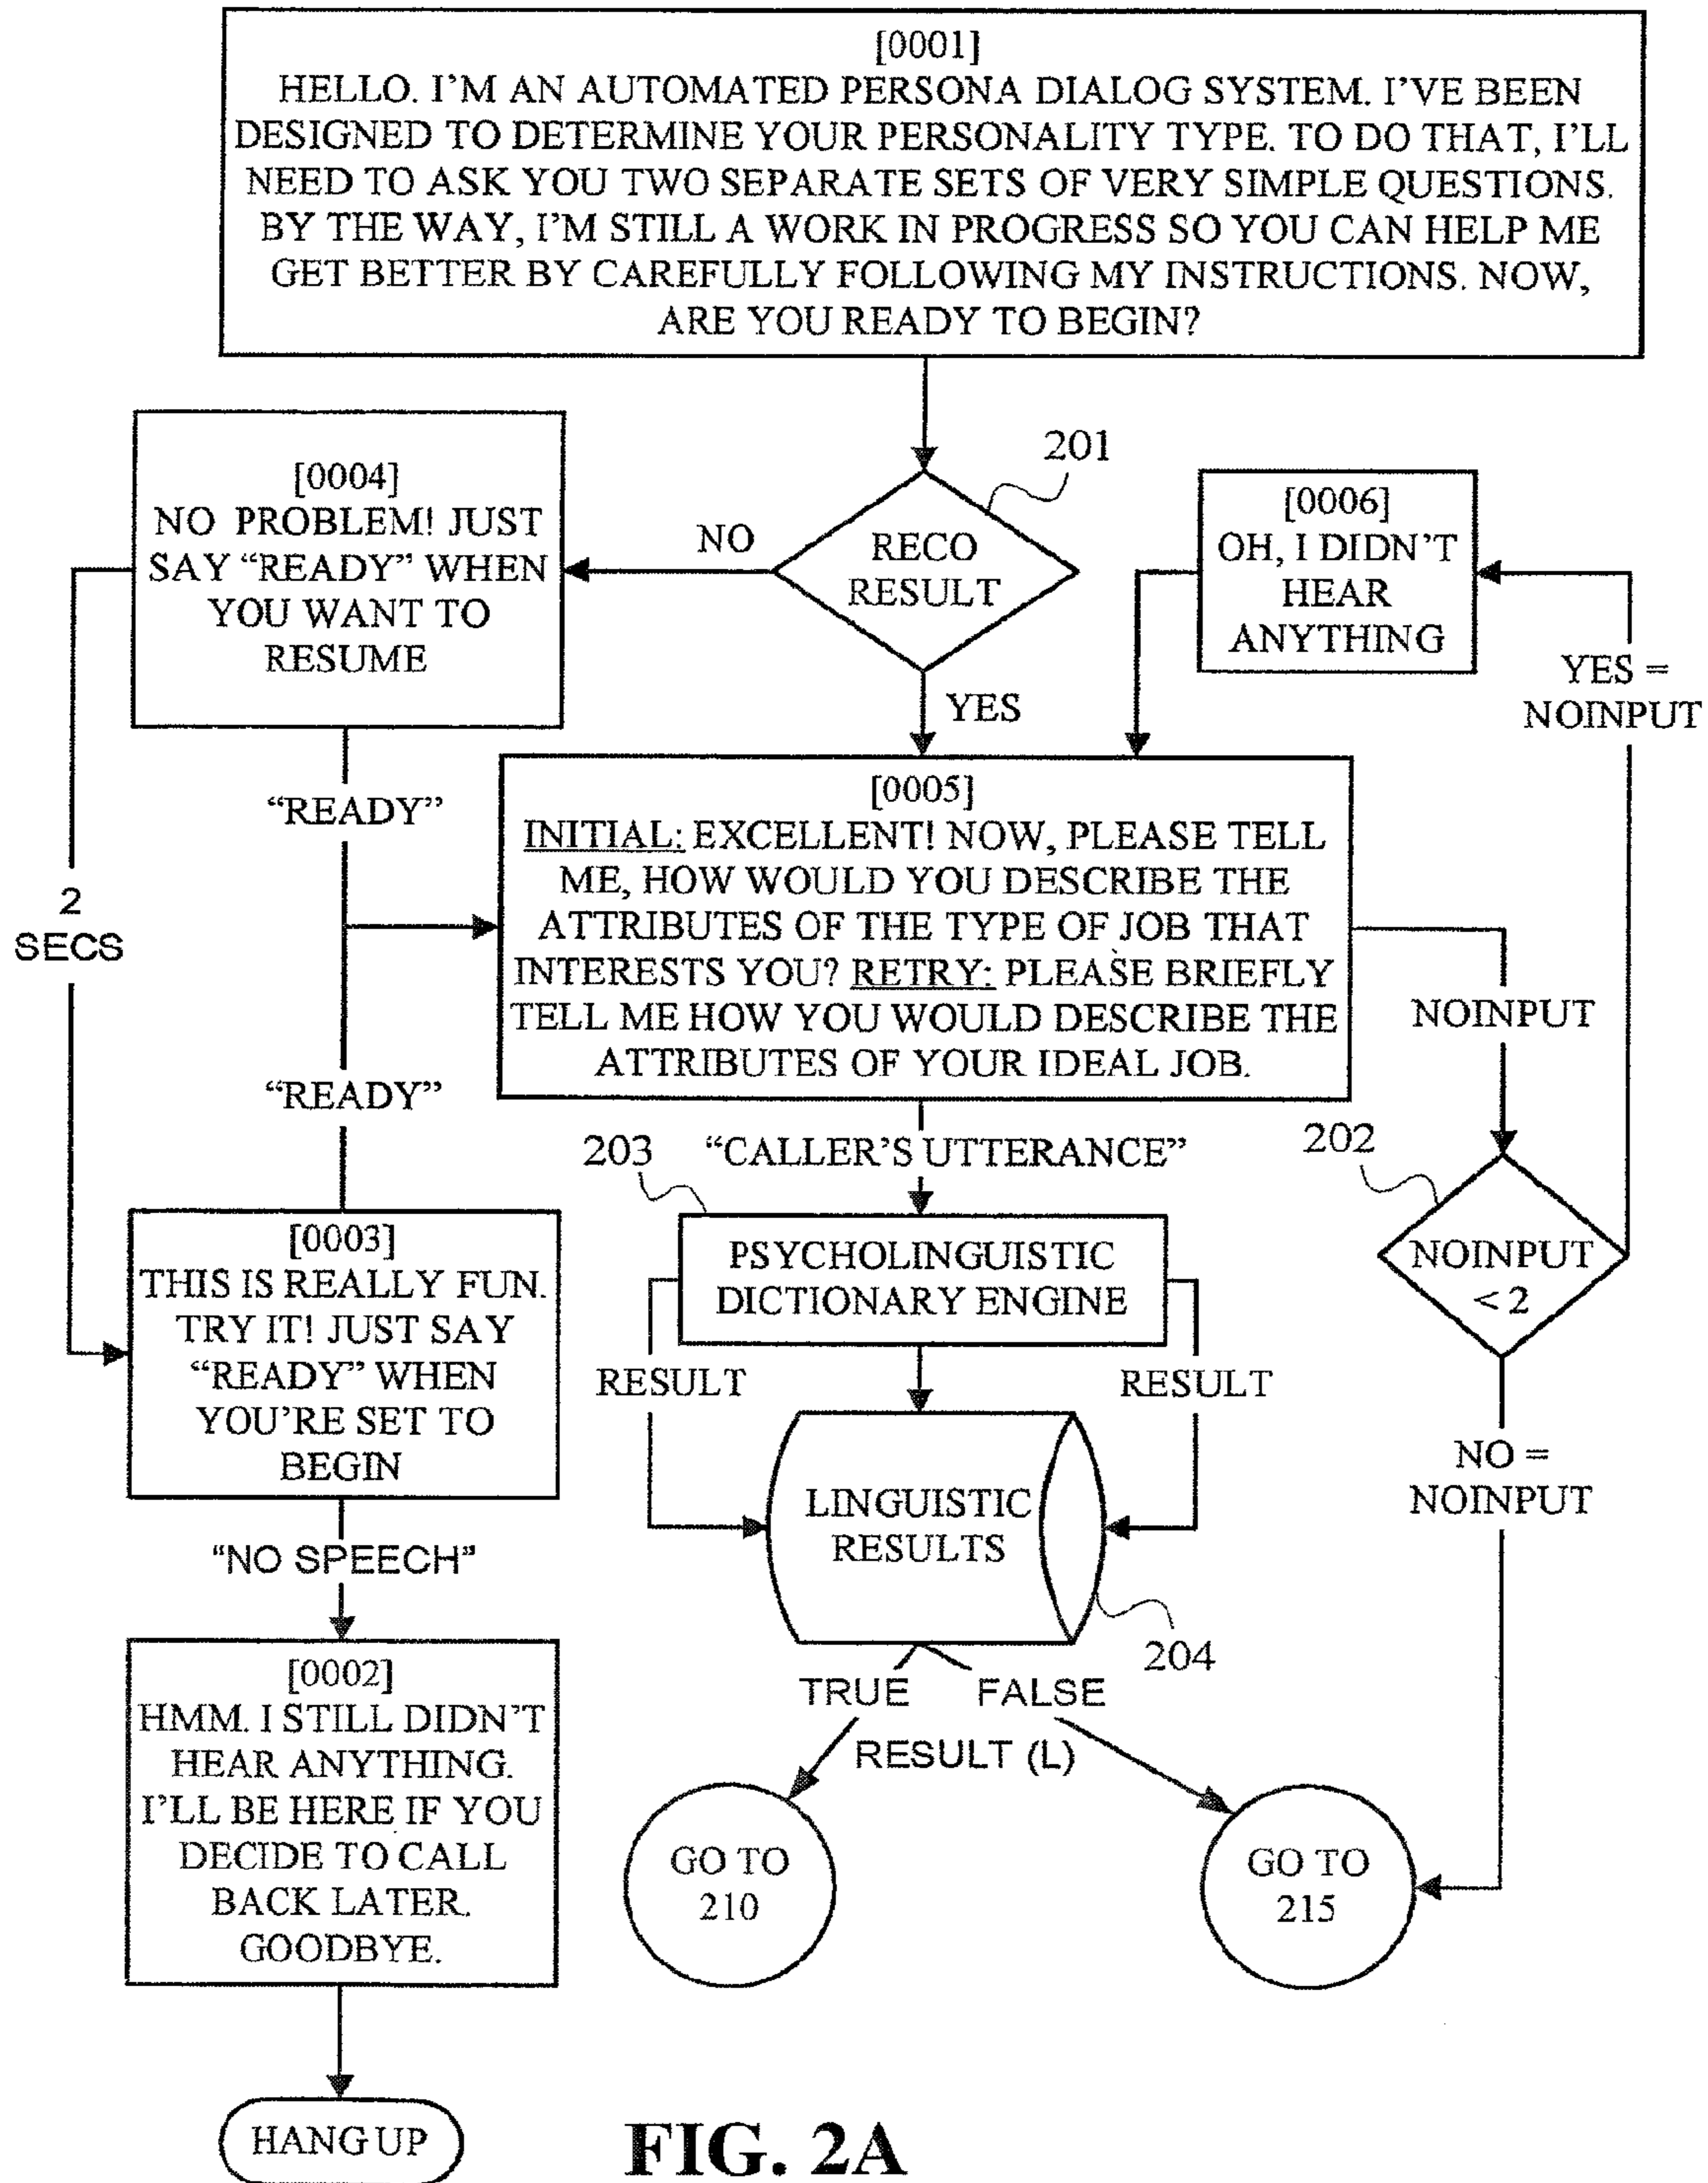 [0001]
HELLO. I'M AN AUTOMATED PERSONA DIALOG SYSTEM. I'VE BEEN
DESIGNED TO DETERMINE YOUR PERSONALITY TYPE. TO DO THAT, I'LL
NEED TO ASK YOU TWO SEPARATE SETS OF VERY SIMPLE QUESTIONS.
BY THE WAY, I'M STILL A WORK IN PROGRESS SO YOU CAN HELP ME
GET BETTER BY CAREFULLY FOLLOWING MY INSTRUCTIONS. NOW,
ARE YOU READY TO BEGIN?
201
RECO
RESULT
NO
YES
[0004]
NO PROBLEM! JUST
SAY “READY” WHEN
YOU WANT TO
RESUME
[0006]
OH, I DIDN'T
HEAR
ANYTHING
YES =
NOINPUT
“READY”
2
SECS
[0005]
INITIAL: EXCELLENT! NOW, PLEASE TELL
ME, HOW WOULD YOU DESCRIBE THE
ATTRIBUTES OF THE TYPE OF JOB THAT
INTERESTS YOU? RETRY: PLEASE BRIEFLY
TELL ME HOW YOU WOULD DESCRIBE THE
ATTRIBUTES OF YOUR IDEAL JOB.
NOINPUT
“READY”
203
“CALLER'S UTTERANCE”
202
NOINPUT
< 2
[0003]
THIS IS REALLY FUN.
TRY IT! JUST SAY
“READY” WHEN
YOU'RE SET TO
BEGIN
PSYCHOLINGUISTIC
DICTIONARY ENGINE
RESULT
RESULT
NO =
NOINPUT
LINGUISTIC
RESULTS
204
“NO SPEECH”
[0002]
HMM. I STILL DIDN'T
HEAR ANYTHING.
I'LL BE HERE IF YOU
DECIDE TO CALL
BACK LATER.
GOODBYE.
TRUE
FALSE
RESULT (L)
GO TO
210
GO TO
215
HANG UP
FIG. 2A